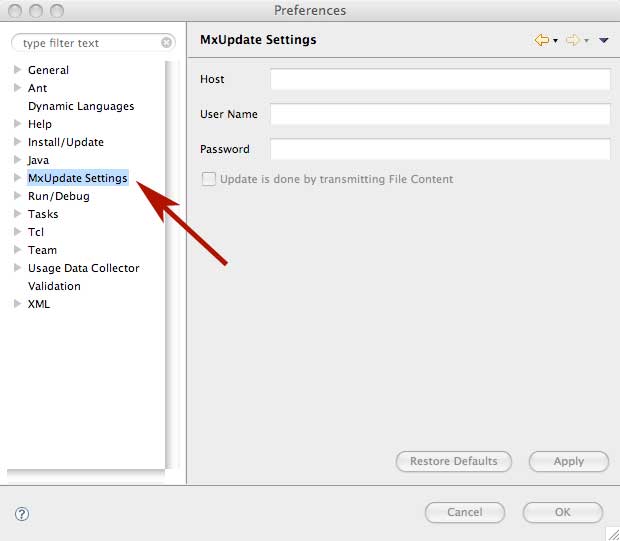 Preferences
type filter text
General
Ant
Dynamic Languages
Help
Install/Update
Java
MxUpdate Settings
Run/Debug
Tasks
Tcl
Team
Usage Data Collector
Validation
XML
MxUpdate Settings
Host
User Name
Password
Update is done by transmitting File Content
Restore Defaults
Apply
?
Cancel
OK